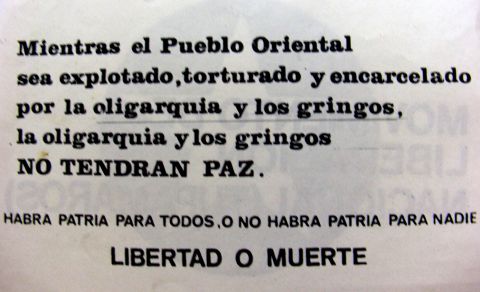 Mientras el Pueblo Oriental
sea explotado,torturado y encarcelado
por la oligarquia y los gringos,
la oligarquia y los gringos
NO TENDRAN PAZ.
HABRA PATRIA PARA TODOS,O NO HABRA PATRIA PARA NADIE
LIBERTAD O MUERTE